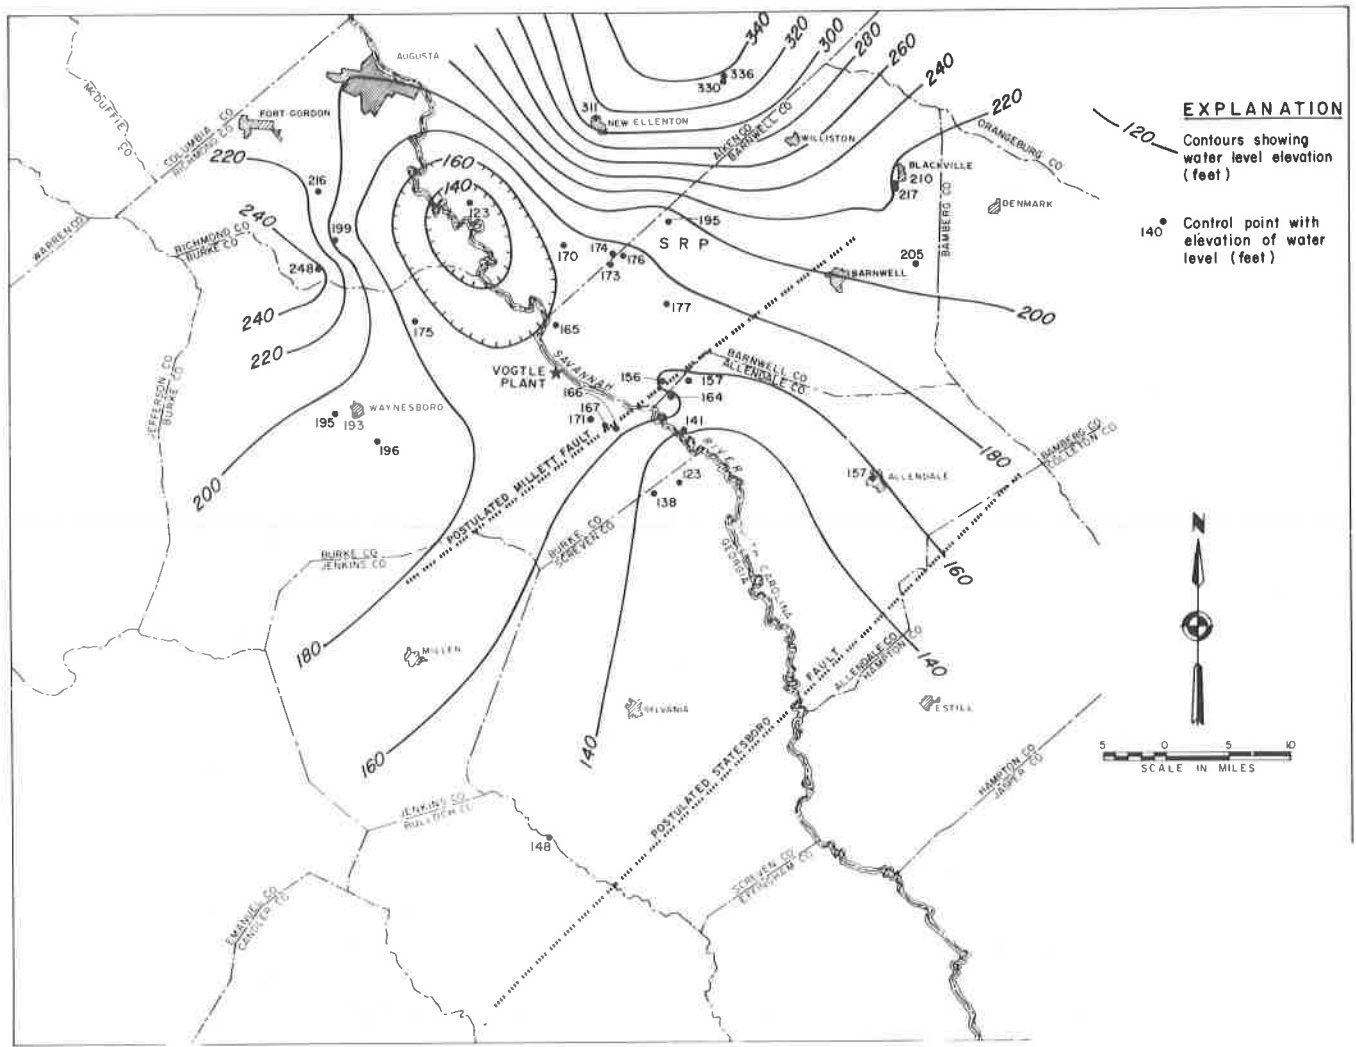 340
320
300
280
260
240
220
336
330
311
NEW ELLENTON
AUGUSTA
FORT GORDON
McDUFFIE CO
COLUMBIA CO
RICHMOND CO
AIKEN CO
BARNWELL CO
WILLISTON
ORANGEBURG CO
BLACKVILLE
210
217
BAMBERG CO
DENMARK
EXPLANATION
120
Contours showing
water level elevation
(feet)
140
Control point with
elevation of water
level (feet)
220
216
160
140
123
199
240
WARREN CO
RICHMOND CO
BURKE CO
248
240
220
195
SRP
170
174
176
173
177
205
BARNWELL
200
175
165
VOGTLE
PLANT
SAVANNAH
RIVER
BARNWELL CO
ALLENDALE CO
156
157
164
166
167
171
141
JEFFERSON CO
BURKE CO
195
193
WAYNESBORO
196
200
POSTULATED MILLETT FAULT
123
138
157
ALLENDALE
180
BAMBERG CO
COLLETON CO
N
BURKE CO
JENKINS CO
BURKE CO
SCREVEN CO
GEORGIA
CAROLINA
160
180
MILLEN
ALLENDALE CO
HAMPTON CO
140
SYLVANIA
ESTILL
160
140
POSTULATED STATESBORO FAULT
5 0 5 10
SCALE IN MILES
HAMPTON CO
JASPER CO
JENKINS CO
BULLOCH CO
148
SCREVEN CO
EFFINGHAM CO
EMANUEL CO
CANDLER CO